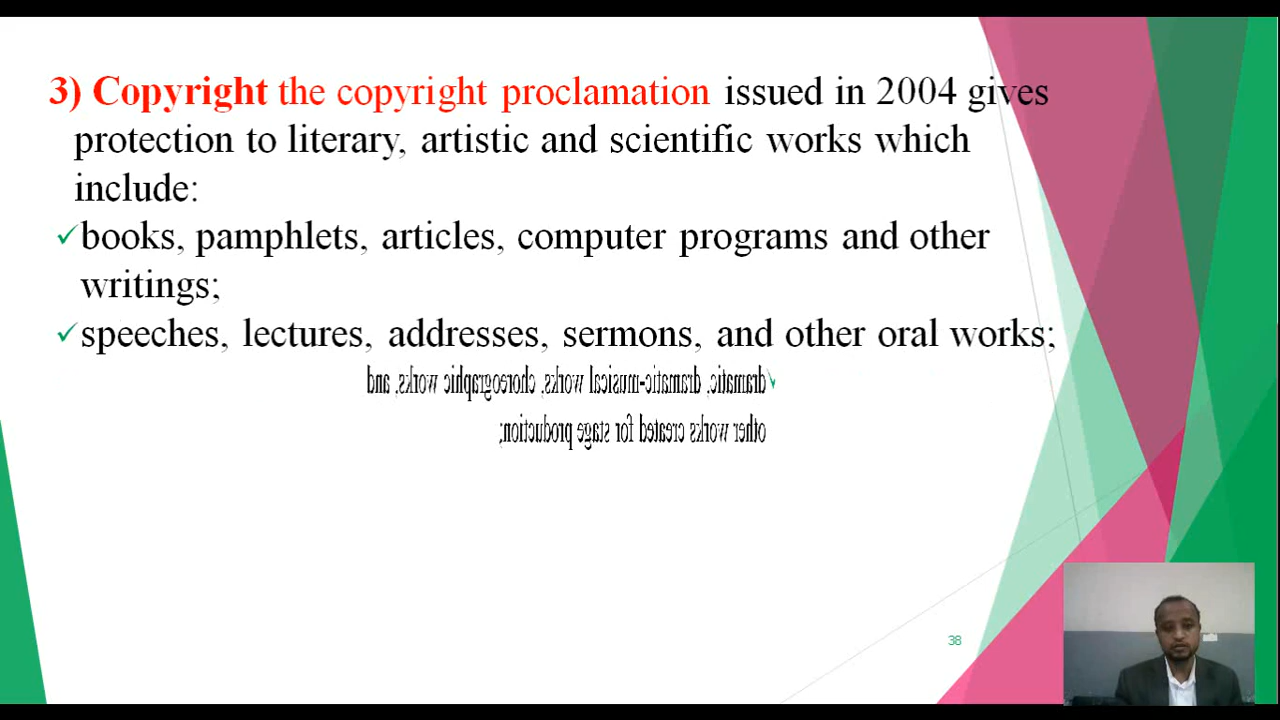 3) Copyright the copyright proclamation issued in 2004 gives
protection to literary, artistic and scientific works which
include:
✓books, pamphlets, articles, computer programs and other
writings;
✓speeches, lectures, addresses, sermons, and other oral works;
✓dramatic, dramatic-musical works, choreographic works, and
other works created for stage production;
38